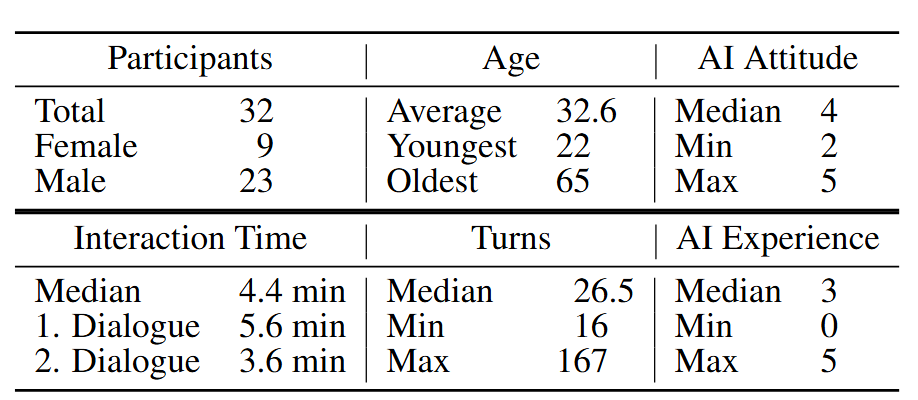 Participants | Age | AI Attitude
Total 32 | Average 32.6 | Median 4
Female 9 | Youngest 22 | Min 2
Male 23 | Oldest 65 | Max 5
Interaction Time | Turns | AI Experience
Median 4.4 min | Median 26.5 | Median 3
1. Dialogue 5.6 min | Min 16 | Min 0
2. Dialogue 3.6 min | Max 167 | Max 5